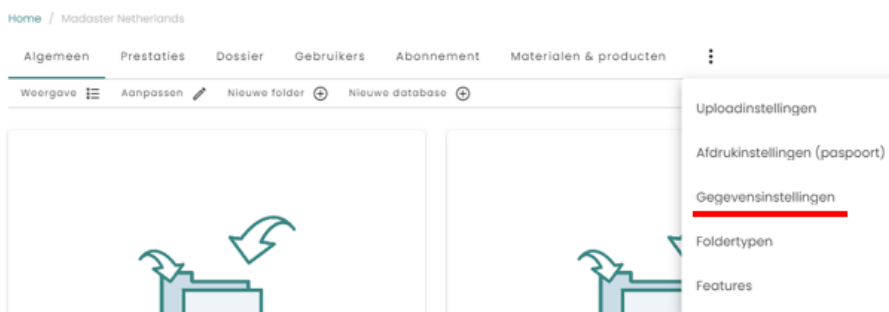 Home / Madaster Netherlands
Algemeen Prestaties Dossier Gebruikers Abonnement Materialen & producten
Weergave Aanpassen Nieuwe folder Nieuwe database
Uploadinstellingen
Afdrukinstellingen (paspoort)
Gegevensinstellingen
Foldertypen
Features